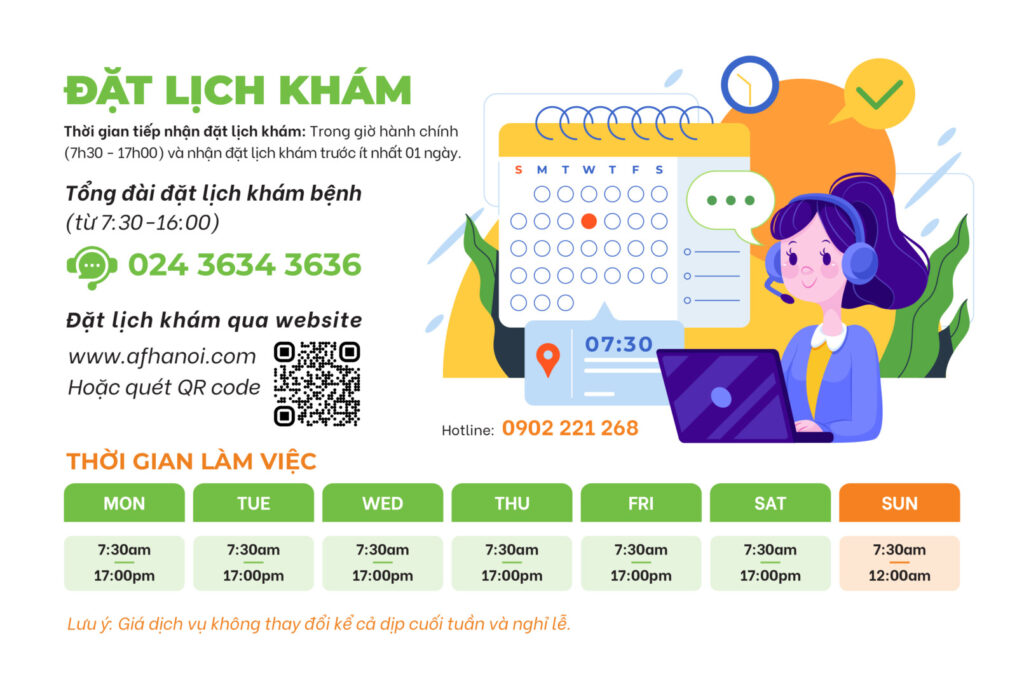 ĐẶT LỊCH KHÁM
Thời gian tiếp nhận đặt lịch khám: Trong giờ hành chính
(7h30 - 17h00) và nhận đặt lịch khám trước ít nhất 01 ngày.
Tổng đài đặt lịch khám bệnh
(từ 7:30-16:00)
024 3634 3636
Đặt lịch khám qua website
www.afhanoi.com
Hoặc quét QR code
S M T W T F S
07:30
Hotline: 0902 221 268
THỜI GIAN LÀM VIỆC
MON TUE WED THU FRI SAT SUN
7:30am 7:30am 7:30am 7:30am 7:30am 7:30am 7:30am
17:00pm 17:00pm 17:00pm 17:00pm 17:00pm 17:00pm 12:00am
Lưu ý: Giá dịch vụ không thay đổi kể cả dịp cuối tuần và nghỉ lễ.